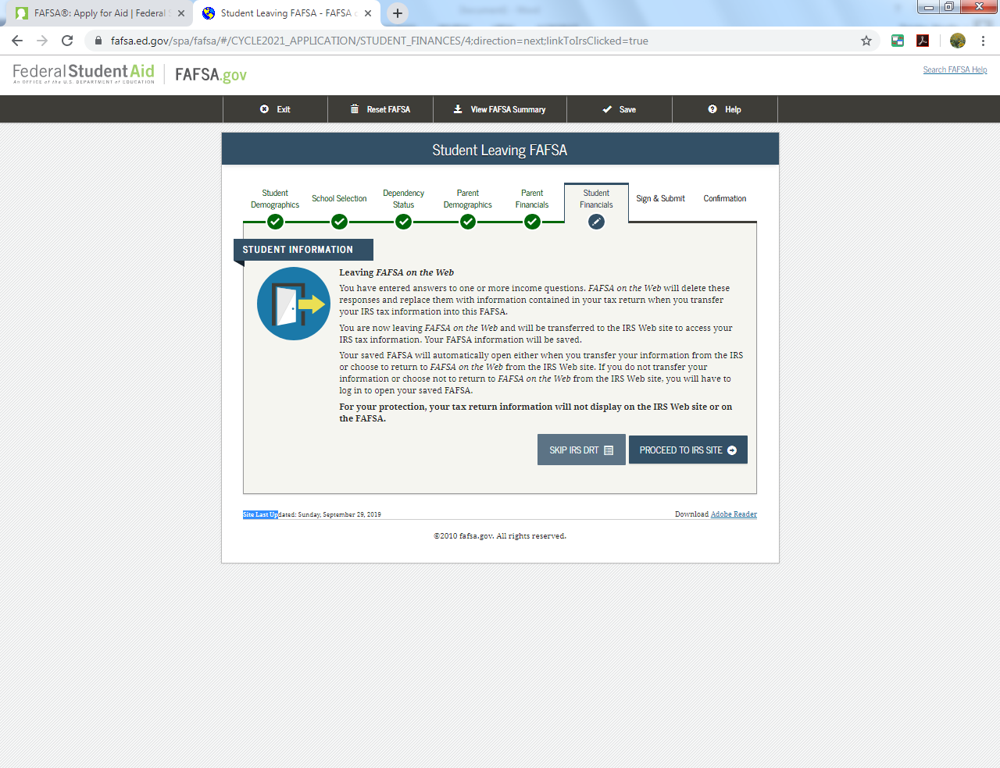 FAFSA®: Apply for Aid | Federal S
Student Leaving FAFSA - FAFSA o
fafsa.ed.gov/spa/fafsa/#/CYCLE2021_APPLICATION/STUDENT_FINANCES/4;direction=next;linkToIrsClicked=true
Federal Student Aid
An OFFICE of the U.S. DEPARTMENT of EDUCATION
FAFSA.gov
Search FAFSA Help
Exit
Reset FAFSA
View FAFSA Summary
Save
Help
Student Leaving FAFSA
Student
Demographics
School Selection
Dependency
Status
Parent
Demographics
Parent
Financials
Student
Financials
Sign & Submit
Confirmation
STUDENT INFORMATION
Leaving FAFSA on the Web
You have entered answers to one or more income questions. FAFSA on the Web will delete these
responses and replace them with information contained in your tax return when you transfer
your IRS tax information into this FAFSA.
You are now leaving FAFSA on the Web and will be transferred to the IRS Web site to access your
IRS tax information. Your FAFSA information will be saved.
Your saved FAFSA will automatically open either when you transfer your information from the IRS
or choose to return to FAFSA on the Web from the IRS Web site. If you do not transfer your
information or choose not to return to FAFSA on the Web from the IRS Web site, you will have to
log in to open your saved FAFSA.
For your protection, your tax return information will not display on the IRS Web site or on
the FAFSA.
SKIP IRS DRT
PROCEED TO IRS SITE
Site Last Updated: Sunday, September 29, 2019
Download Adobe Reader
©2010 fafsa.gov. All rights reserved.